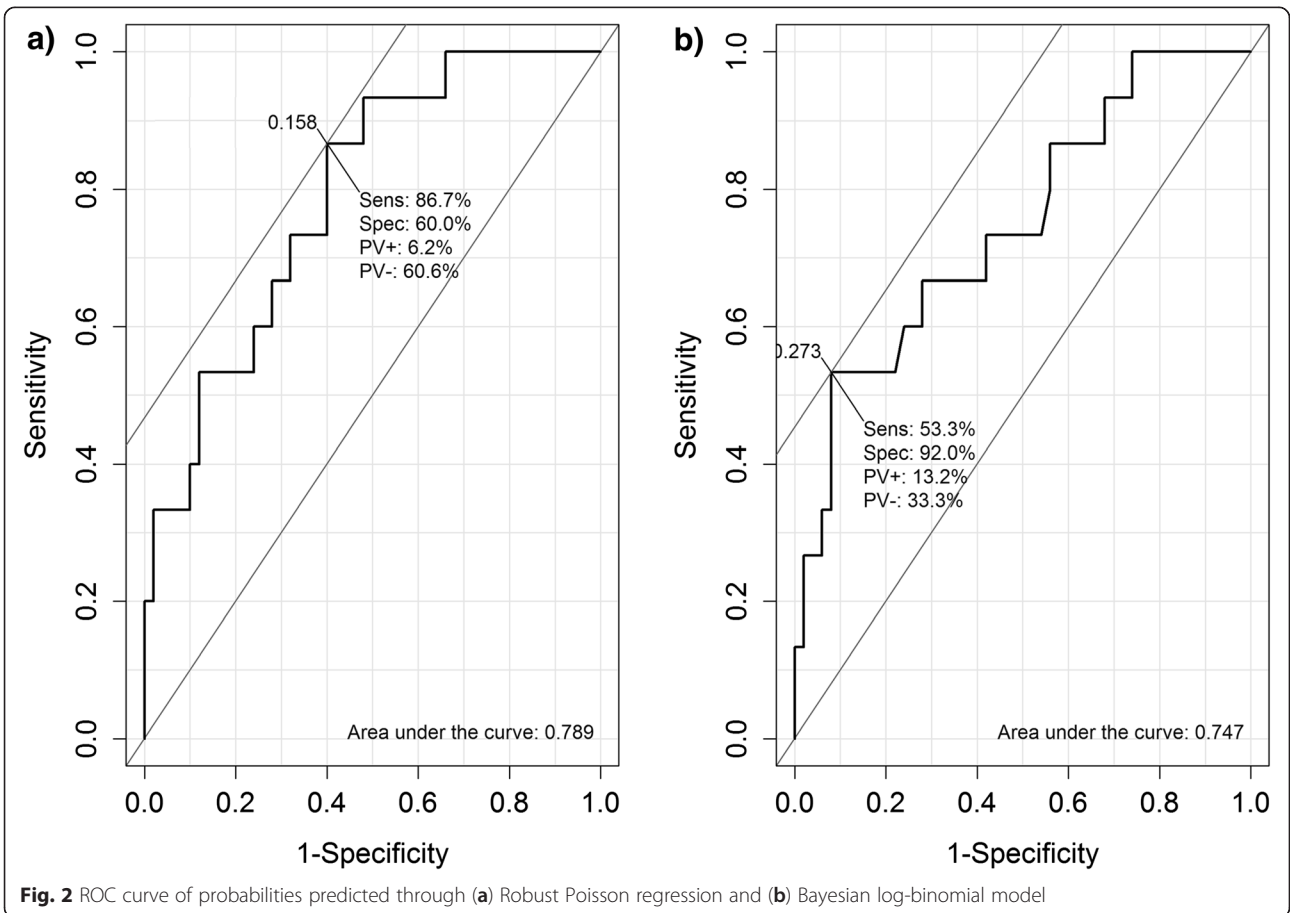 a)
1.0
0.8
0.6
0.4
0.2
0.0
Sensitivity
0.158
Sens: 86.7%
Spec: 60.0%
PV+: 6.2%
PV-: 60.6%
Area under the curve: 0.789
0.0 0.2 0.4 0.6 0.8 1.0
1-Specificity
b)
1.0
0.8
0.6
0.4
0.2
0.0
Sensitivity
0.273
Sens: 53.3%
Spec: 92.0%
PV+: 13.2%
PV-: 33.3%
Area under the curve: 0.747
0.0 0.2 0.4 0.6 0.8 1.0
1-Specificity
Fig. 2 ROC curve of probabilities predicted through (a) Robust Poisson regression and (b) Bayesian log-binomial model